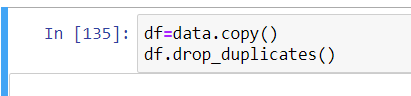 In [135]: df=data.copy()
df.drop_duplicates()